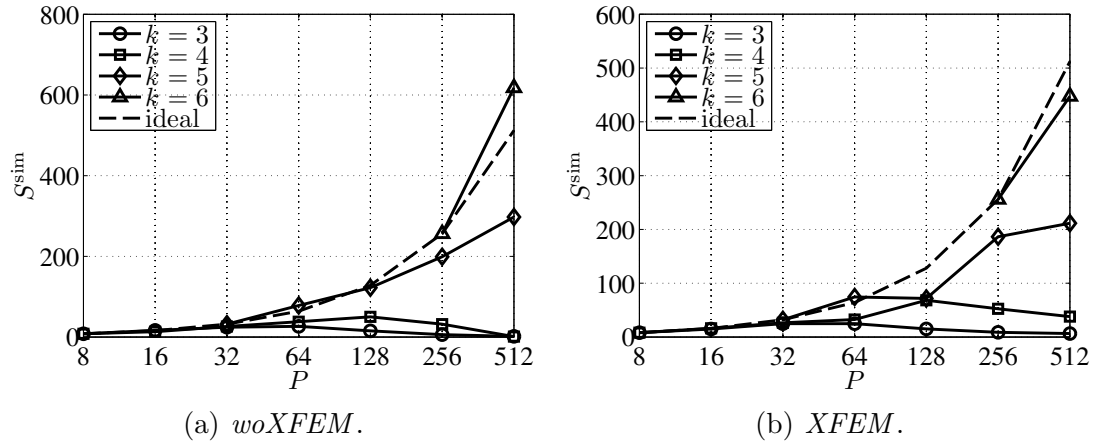 800
600
400
200
0
S^sim
k = 3
k = 4
k = 5
k = 6
ideal
8 16 32 64 128 256 512
P
(a) woXFEM.
600
500
400
300
200
100
0
S^sim
k = 3
k = 4
k = 5
k = 6
ideal
8 16 32 64 128 256 512
P
(b) XFEM.